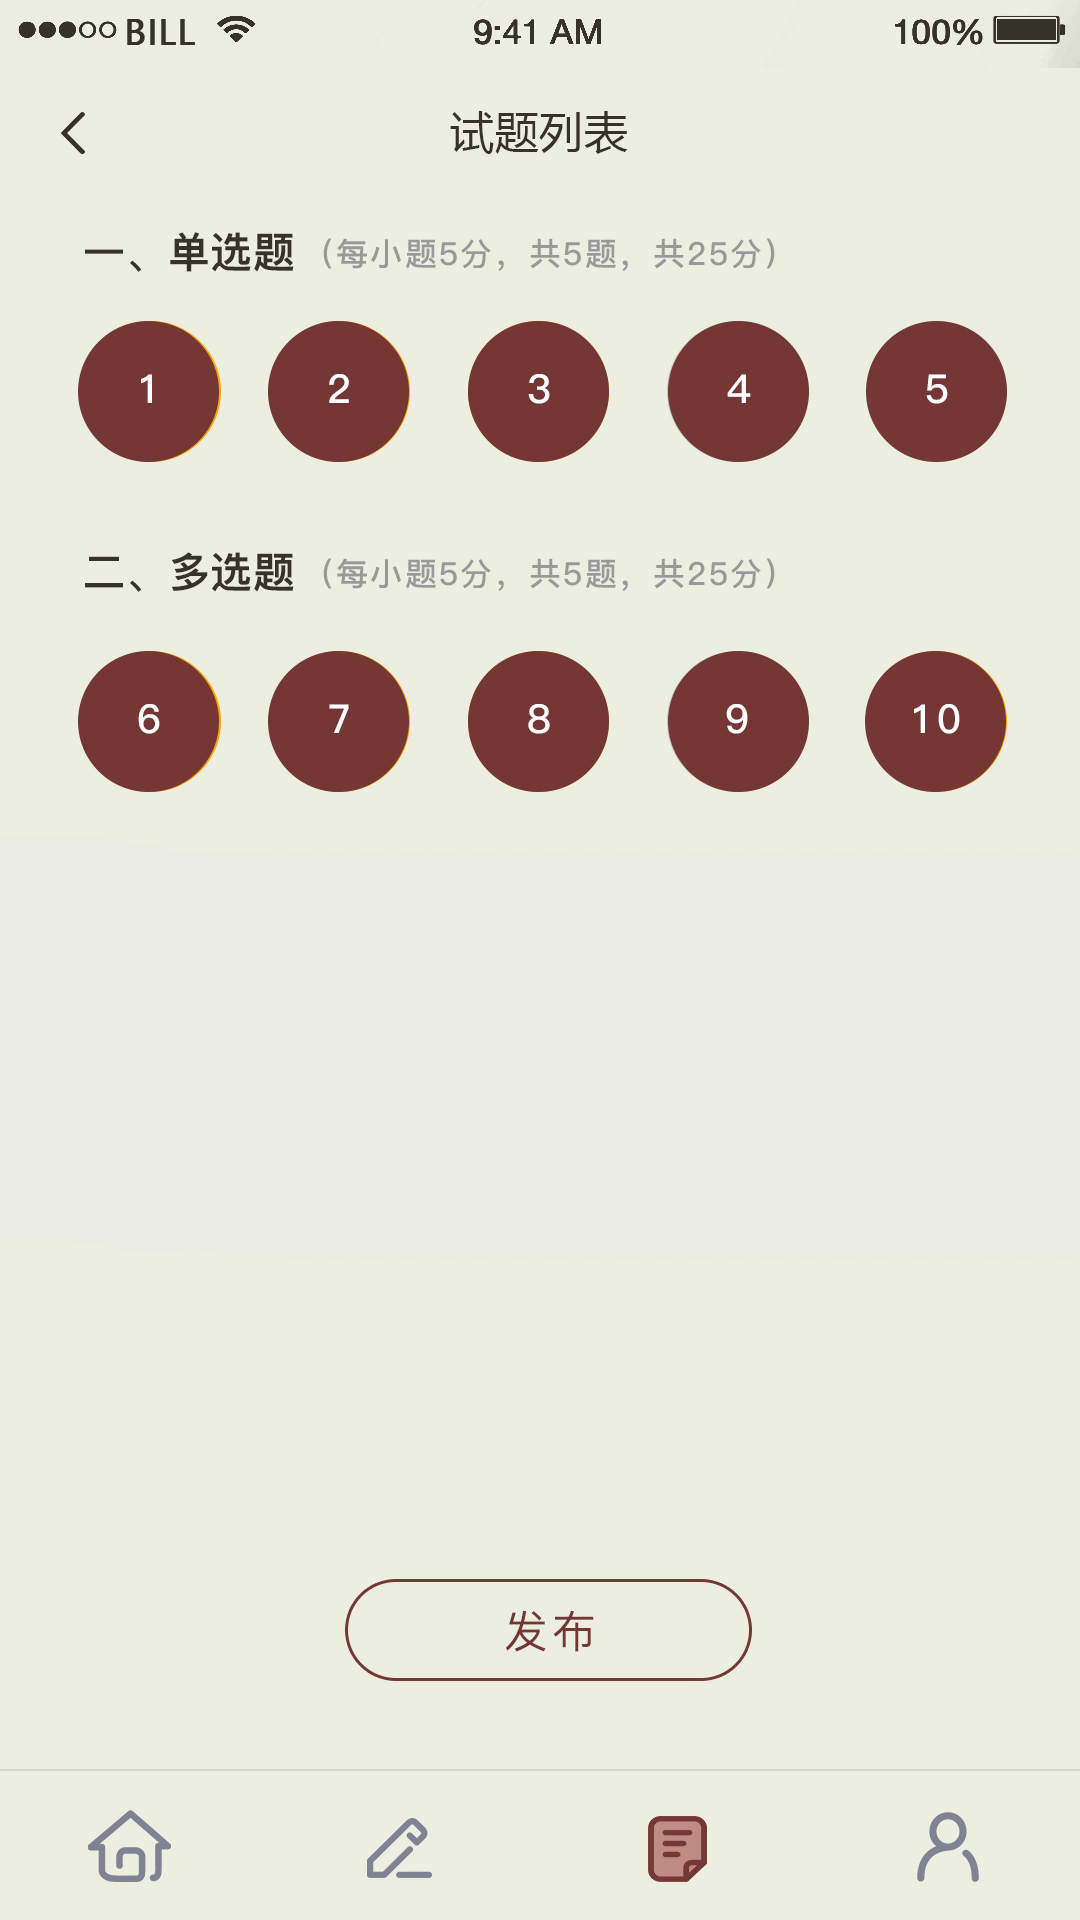 BILL 9:41 AM 100%
试题列表
一、单选题（每小题5分，共5题，共25分）
1 2 3 4 5
二、多选题（每小题5分，共5题，共25分）
6 7 8 9 10
发布